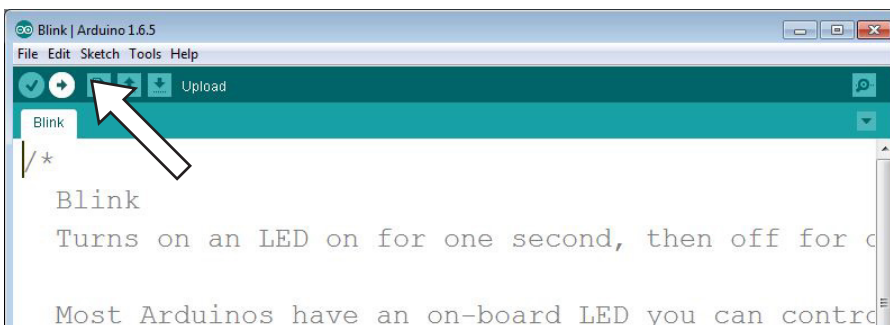 Blink | Arduino 1.6.5
File Edit Sketch Tools Help
Upload
Blink
/*
Blink
Turns on an LED on for one second, then off for
Most Arduinos have an on-board LED you can contro